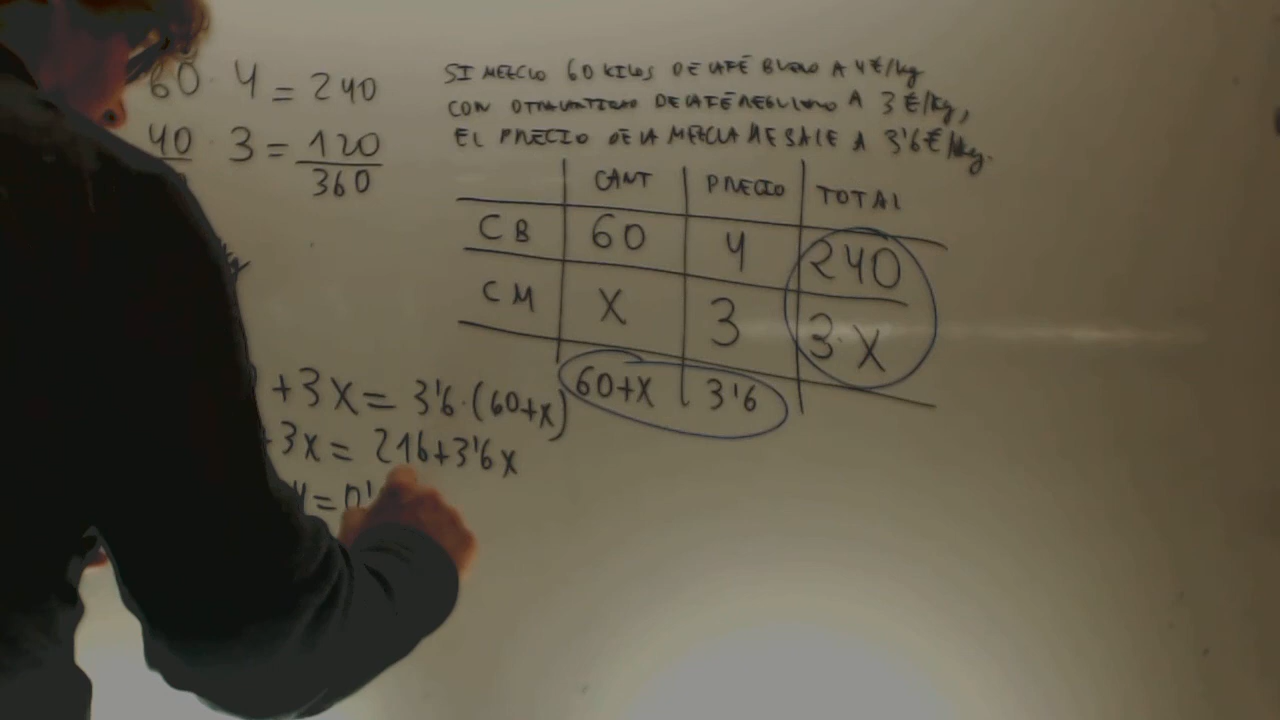 60 · 4 = 240
40 · 3 = 120
360
SI MEZCLO 60 KILOS DE CAFÉ BUENO A 4€/kg
CON OTRA CANTIDAD DE CAFÉ A 3€/kg,
EL PRECIO DE LA MEZCLA ME SALE A 3'6€/kg.
CANT PRECIO TOTAL
CB 60 4 240
CM X 3 3·X
60+X 3'6
+3X = 3'6·(60+X)
+3X = 216+3'6X
= 0'